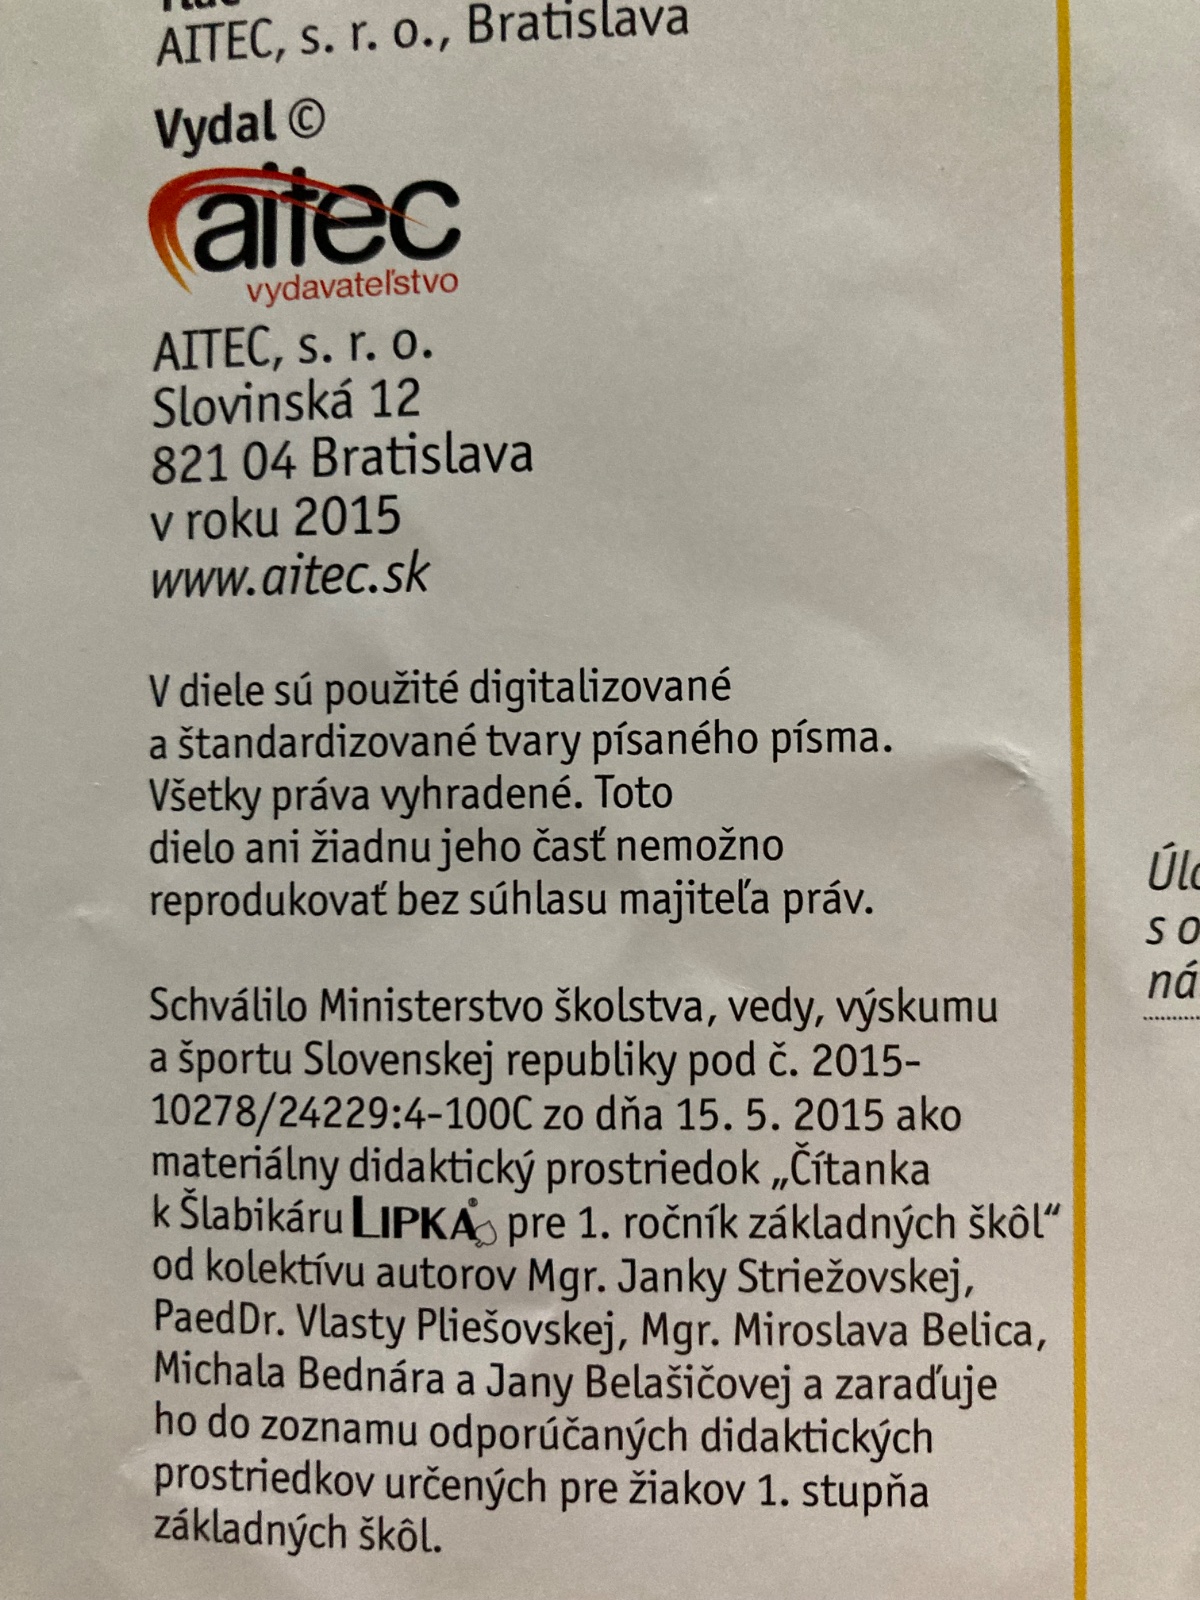 AITEC, s. r. o., Bratislava
Vydal ©
aitec
vydavateľstvo
AITEC, s. r. o.
Slovinská 12
821 04 Bratislava
v roku 2015
www.aitec.sk
V diele sú použité digitalizované
a štandardizované tvary písaného písma.
Všetky práva vyhradené. Toto
dielo ani žiadnu jeho časť nemožno
reprodukovať bez súhlasu majiteľa práv.
Schválilo Ministerstvo školstva, vedy, výskumu
a športu Slovenskej republiky pod č. 2015-
10278/24229:4-100C zo dňa 15. 5. 2015 ako
materiálny didaktický prostriedok „Čítanka
k Šlabikáru LIPKA® pre 1. ročník základných škôl“
od kolektívu autorov Mgr. Janky Striežovskej,
PaedDr. Vlasty Pliešovskej, Mgr. Miroslava Belica,
Michala Bednára a Jany Belašičovej a zaraďuje
ho do zoznamu odporúčaných didaktických
prostriedkov určených pre žiakov 1. stupňa
základných škôl.
s o